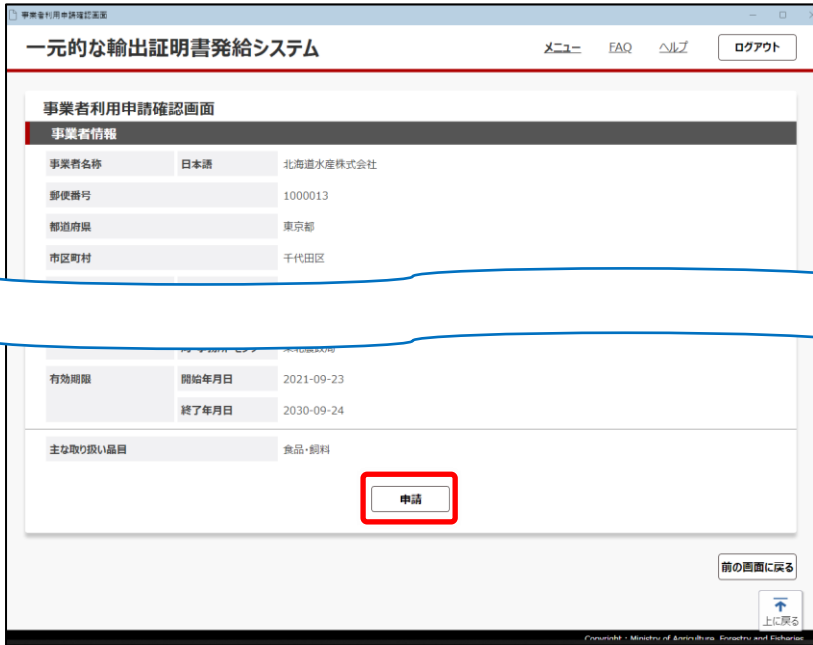 事業者利用申請確認画面
一元的な輸出証明書発給システム
メニュー FAQ ヘルプ ログアウト
事業者利用申請確認画面
事業者情報
事業者名称 日本語 北海道水産株式会社
郵便番号 1000013
都道府県 東京都
市区町村 千代田区
有効期限 開始年月日 2021-09-23
終了年月日 2030-09-24
主な取り扱い品目 食品・飼料
申請
前の画面に戻る
上に戻る
Copyright : Ministry of Agriculture, Forestry and Fisheries